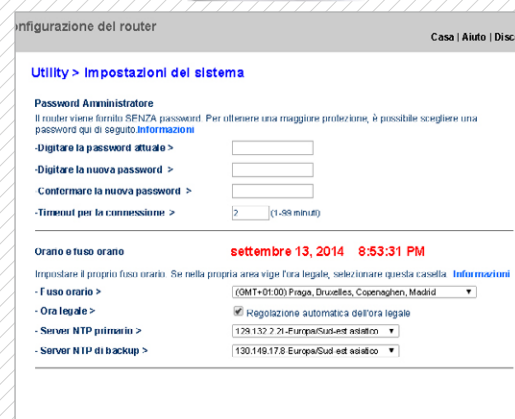 nfigurazione del router
Casa | Aiuto | Disc
Utility > Impostazioni del sistema
Password Amministratore
Il router viene fornito SENZA password. Per ottenere una maggiore protezione, è possibile scegliere una
password qui di seguito.Informazioni
-Digitare la password attuale >
-Digitare la nuova password >
-Confermare la nuova password >
-Timeout per la connessione > 2 (1-99 minuti)
Orario e fuso orario settembre 13, 2014 8:53:31 PM
Impostare il proprio fuso orario. Se nella propria area vige l'ora legale, selezionare questa casella. Informazioni
- Fuso orario > (GMT+01:00) Praga, Bruxelles, Copenaghen, Madrid
- Ora legale > Regolazione automatica dell'ora legale
- Server NTP primario > 129.132.2.21-Europa/Sud-est asiatico
- Server NTP di backup > 130.149.17.8-Europa/Sud-est asiatico